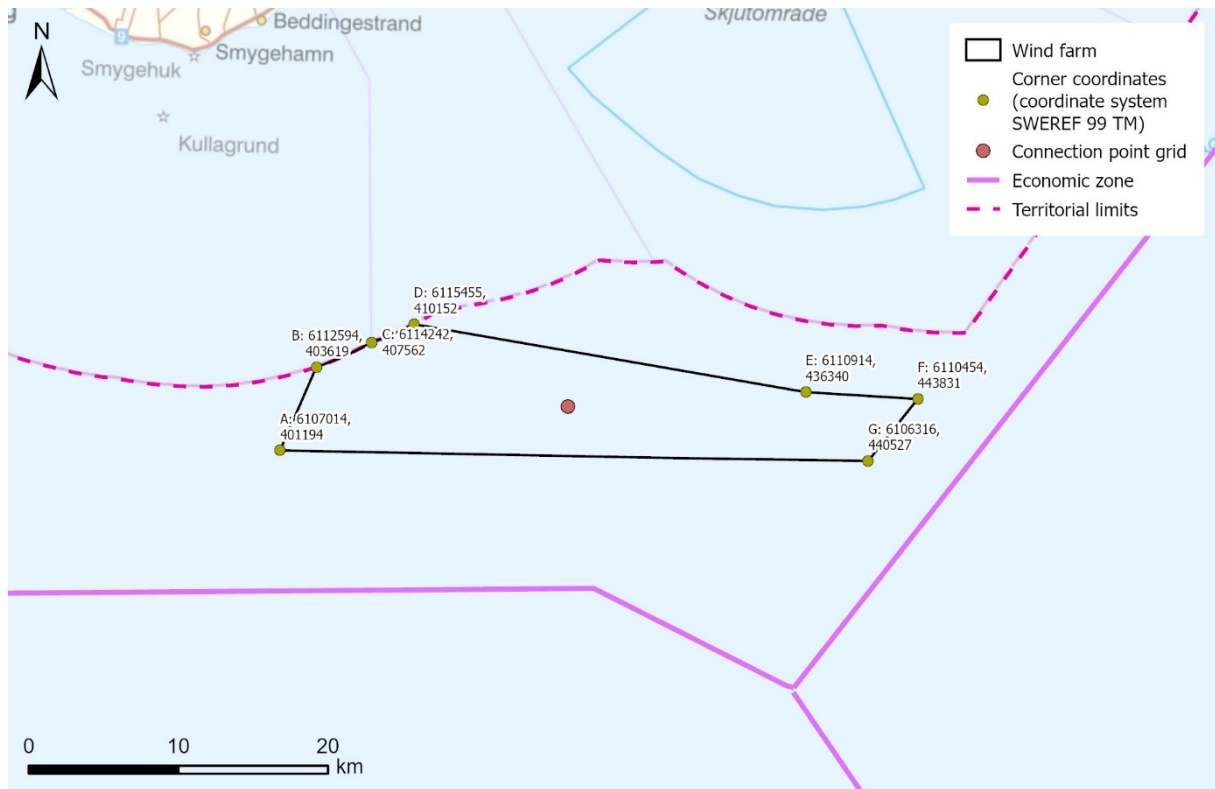 Skjutområde
Beddingestrand
9
Smygehamn
Smygehuk
Kullagrund
N
Wind farm
Corner coordinates
(coordinate system
SWEREF 99 TM)
Connection point grid
Economic zone
Territorial limits
D: 6115455,
410152
B: 6112594,
403619
C: 6114242,
407562
E: 6110914,
436340
F: 6110454,
443831
A: 6107014,
401194
G: 6106316,
440527
0 10 20
km